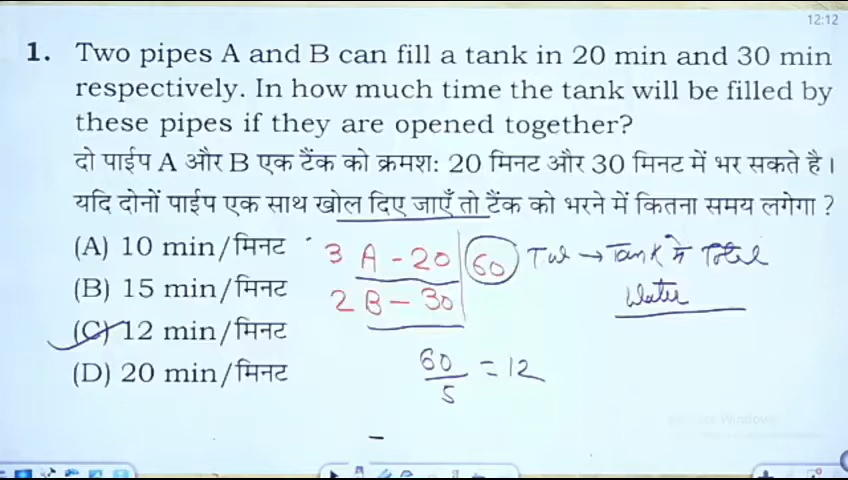 12:12
1. Two pipes A and B can fill a tank in 20 min and 30 min
respectively. In how much time the tank will be filled by
these pipes if they are opened together?
दो पाईप A और B एक टैंक को क्रमश: 20 मिनट और 30 मिनट में भर सकते है।
यदि दोनों पाईप एक साथ खोल दिए जाएँ तो टैंक को भरने में कितना समय लगेगा ?
(A) 10 min/मिनट
(B) 15 min/मिनट
(C) 12 min/मिनट
(D) 20 min/मिनट
3 A - 20 60 Tw → Tank में Total
2 B - 30 Water
60/5 = 12